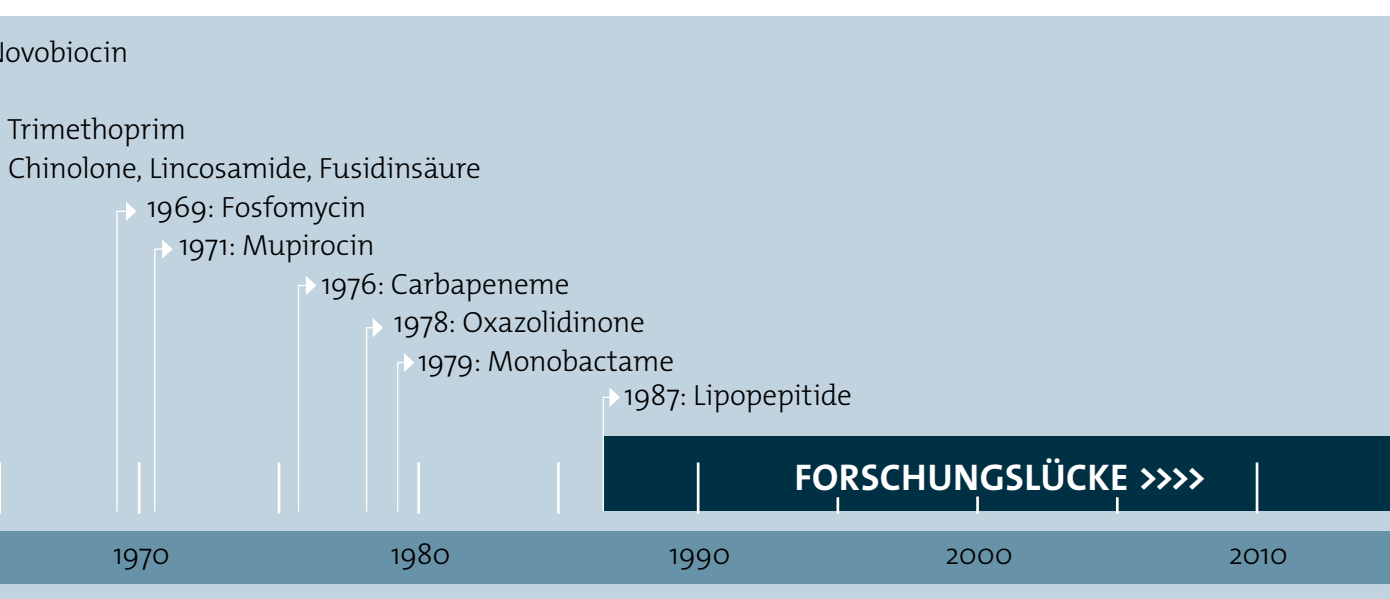 Novobiocin
Trimethoprim
Chinolone, Lincosamide, Fusidinsäure
1969: Fosfomycin
1971: Mupirocin
1976: Carbapeneme
1978: Oxazolidinone
1979: Monobactame
1987: Lipopepitide
FORSCHUNGSLÜCKE >>>>
1970 1980 1990 2000 2010